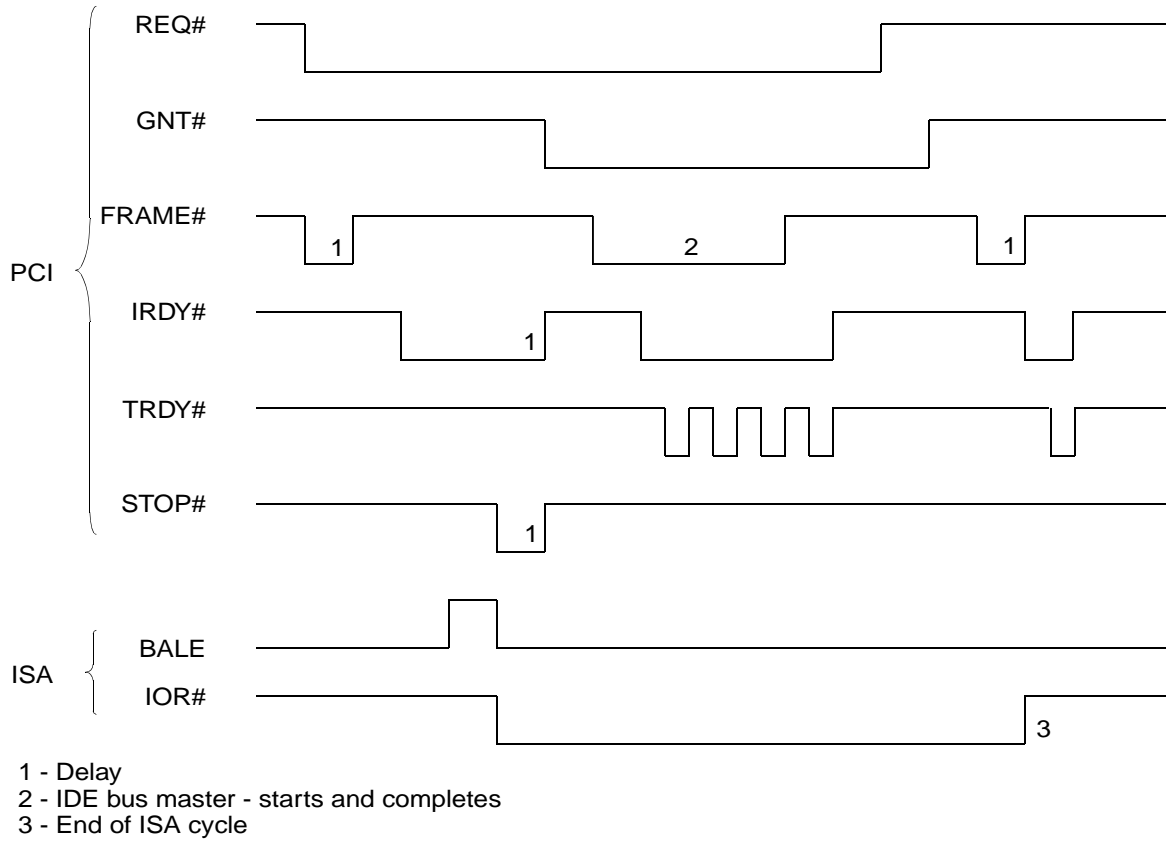 REQ#
GNT#
FRAME#
1
2
1
PCI
IRDY#
1
TRDY#
STOP#
1
BALE
ISA
IOR#
3
1 - Delay
2 - IDE bus master - starts and completes
3 - End of ISA cycle